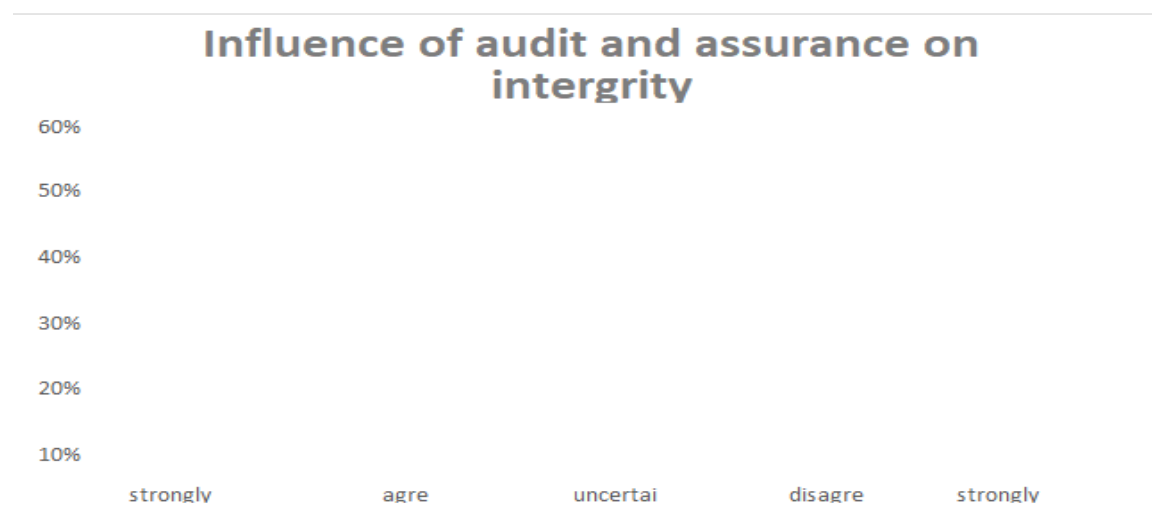 Influence of audit and assurance on
intergrity
60%
50%
40%
30%
20%
10%
strongly agre uncertai disagre strongly